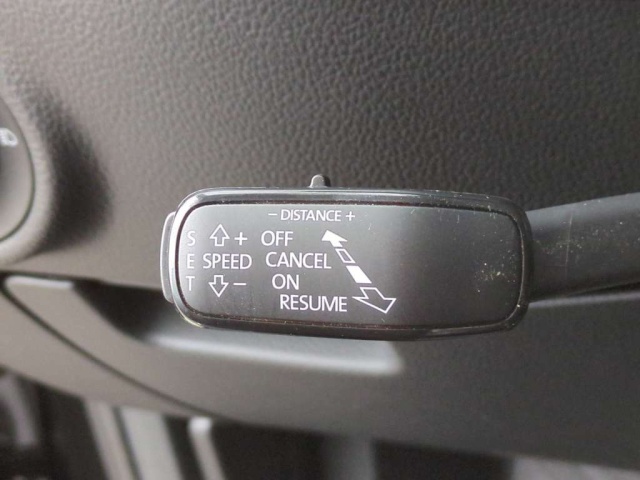 - DISTANCE +
S + OFF
E SPEED CANCEL
T - ON
RESUME